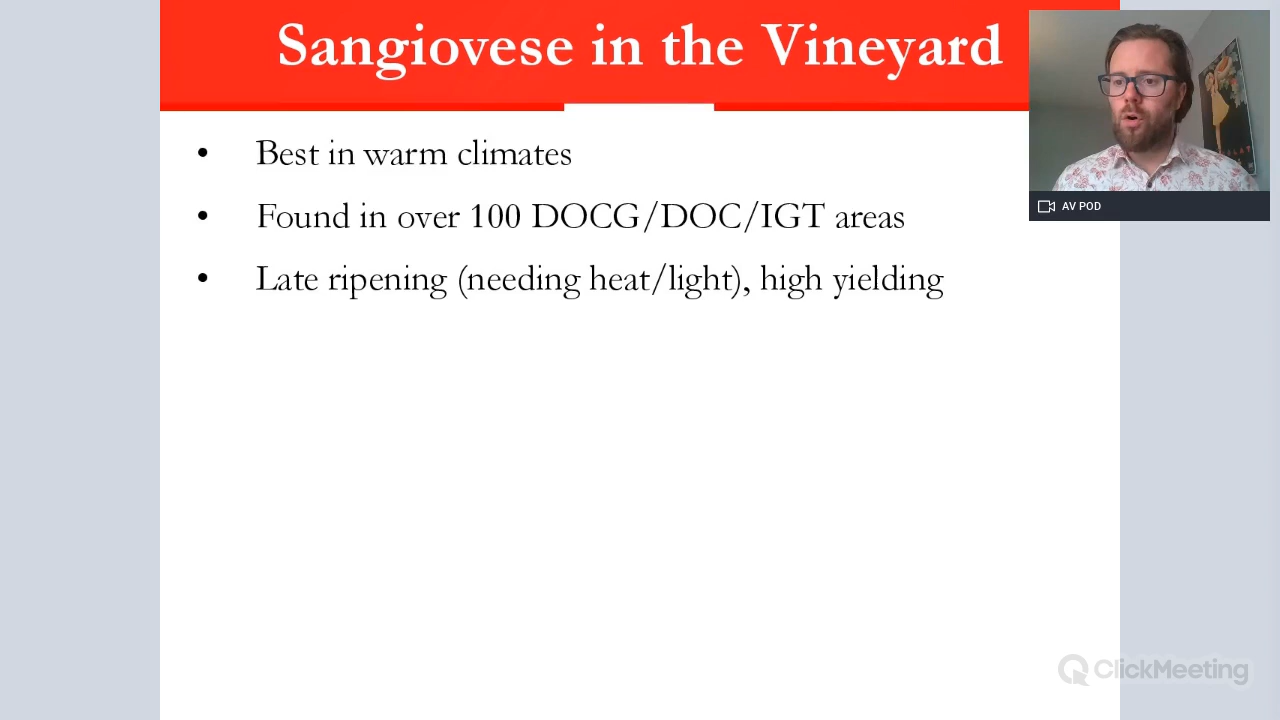 Sangiovese in the Vineyard
• Best in warm climates
• Found in over 100 DOCG/DOC/IGT areas
• Late ripening (needing heat/light), high yielding
AV POD
ClickMeeting